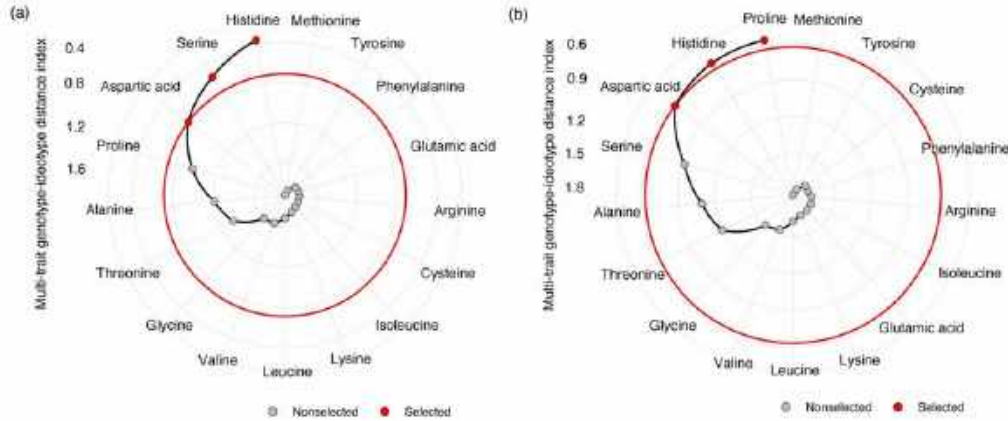 (a)
Histidine Methionine
Serine Tyrosine
Aspartic acid Phenylalanine
Proline Glutamic acid
Alanine Arginine
Threonine Cysteine
Glycine Isoleucine
Valine Lysine
Leucine
Multi-trait genotype-ideotype distance index
0.4
0.8
1.2
1.6
Nonselected Selected
(b)
Proline Methionine
Histidine Tyrosine
Aspartic acid Cysteine
Serine Phenylalanine
Alanine Arginine
Threonine Isoleucine
Glycine Glutamic acid
Valine Lysine
Leucine
Multi-trait genotype-ideotype distance index
0.6
0.9
1.2
1.5
1.8
Nonselected Selected